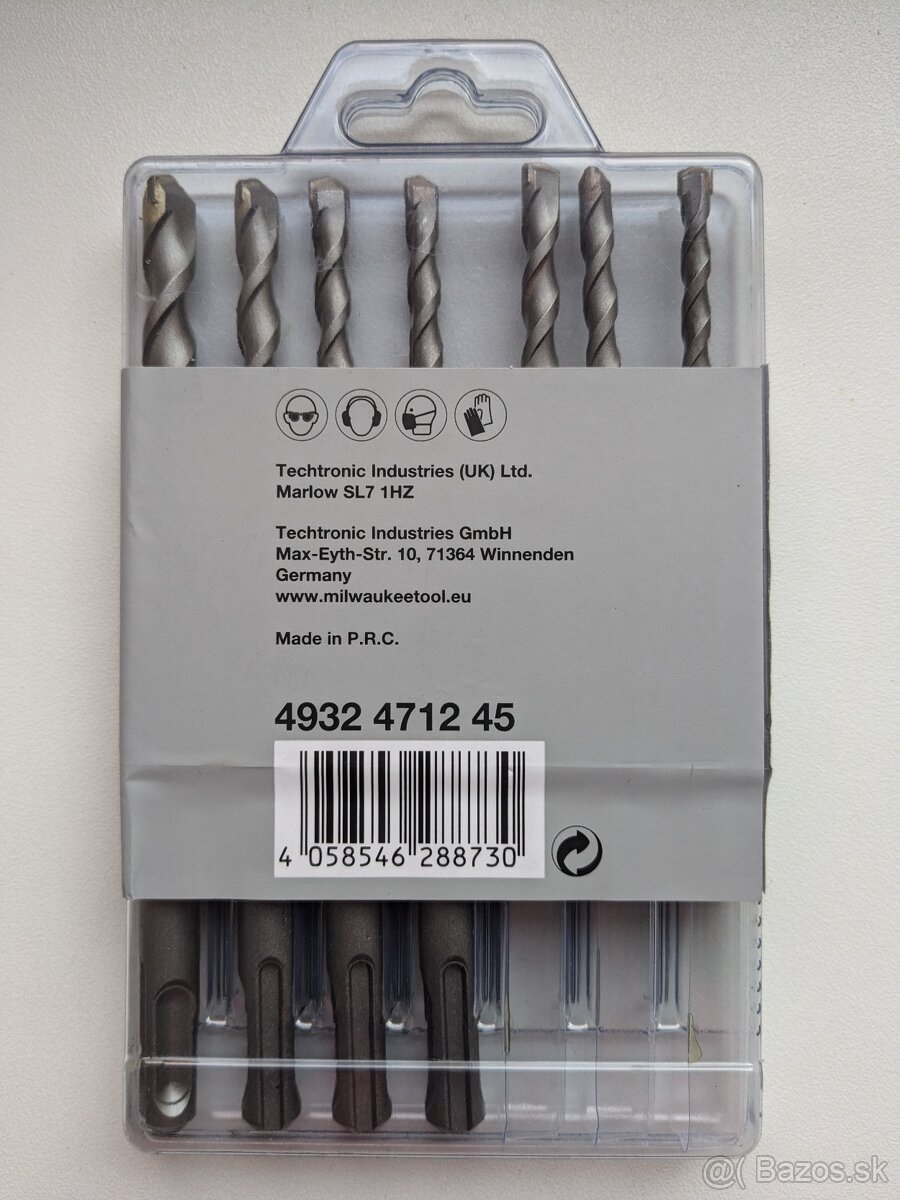 Techtronic Industries (UK) Ltd.
Marlow SL7 1HZ
Techtronic Industries GmbH
Max-Eyth-Str. 10, 71364 Winnenden
Germany
www.milwaukeetool.eu
Made in P.R.C.
4932 4712 45
4 058546 288730
@( Bazos.sk